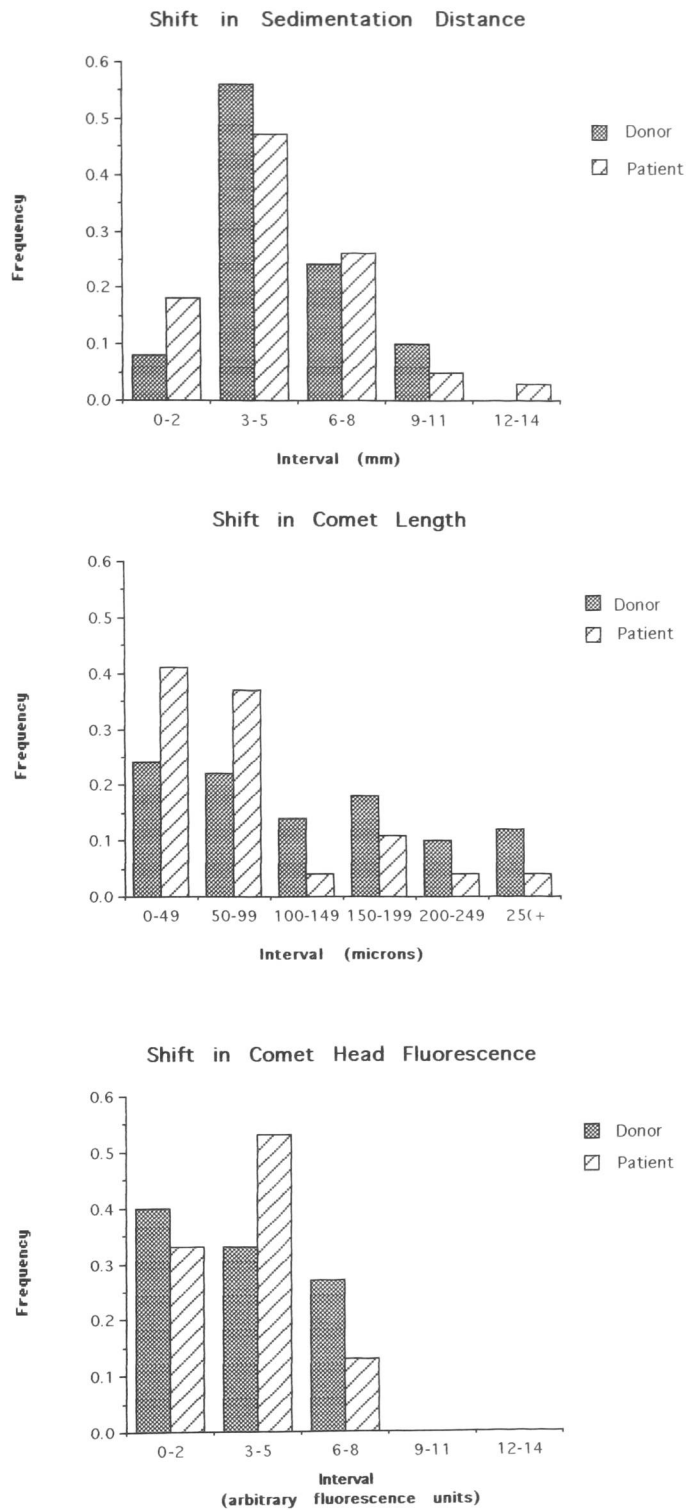 Shift in Sedimentation Distance
0.6
0.5
0.4
0.3
0.2
0.1
0.0
Frequency
Donor
Patient
0-2 3-5 6-8 9-11 12-14
Interval (mm)
Shift in Comet Length
0.6
0.5
0.4
0.3
0.2
0.1
0.0
Frequency
Donor
Patient
0-49 50-99 100-149 150-199 200-249 25(+
Interval (microns)
Shift in Comet Head Fluorescence
0.6
0.5
0.4
0.3
0.2
0.1
0.0
Frequency
Donor
Patient
0-2 3-5 6-8 9-11 12-14
Interval
(arbitrary fluorescence units)